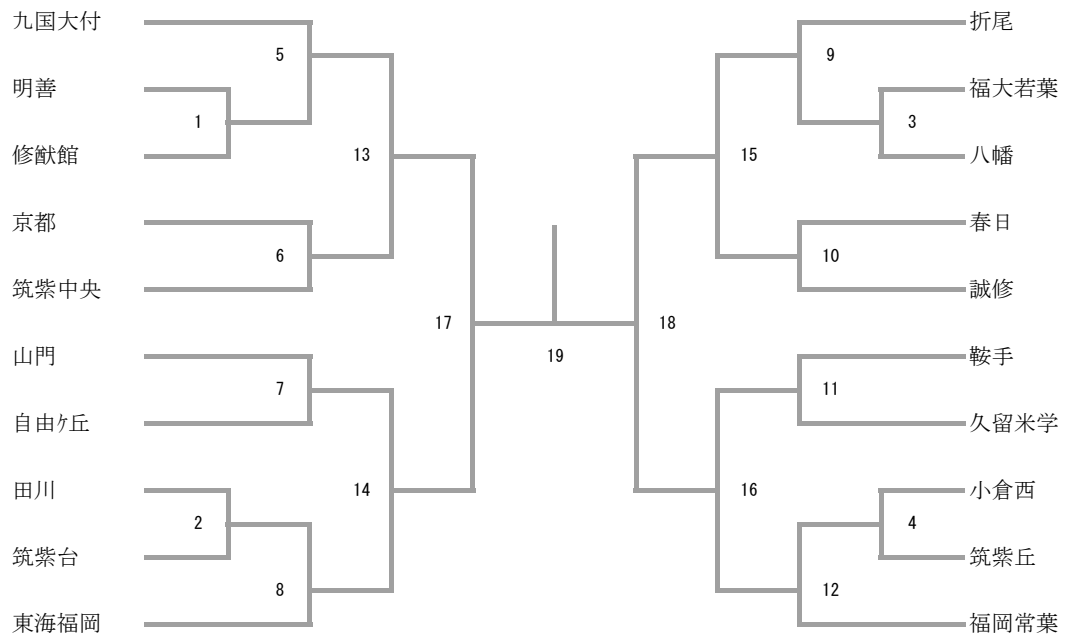 九国大付
5
明善
1
修猷館
13
京都
6
筑紫中央
17
山門
7
自由ｹ丘
14
田川
2
筑紫台
8
東海福岡
19
折尾
9
福大若葉
3
八幡
15
春日
10
誠修
18
鞍手
11
久留米学
16
小倉西
4
筑紫丘
12
福岡常葉